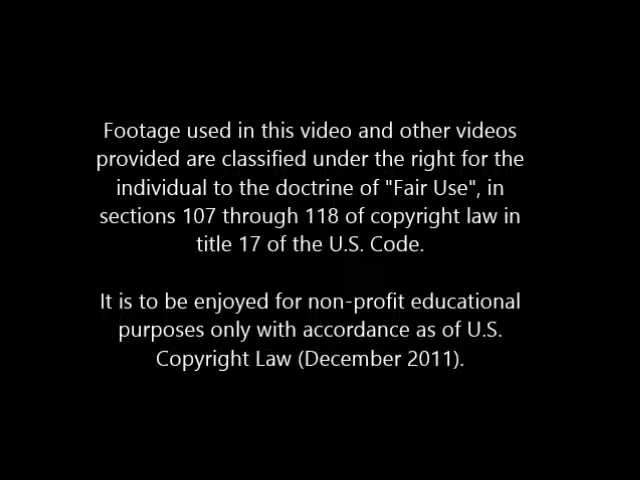 Footage used in this video and other videos
provided are classified under the right for the
individual to the doctrine of "Fair Use", in
sections 107 through 118 of copyright law in
title 17 of the U.S. Code.
It is to be enjoyed for non-profit educational
purposes only with accordance as of U.S.
Copyright Law (December 2011).